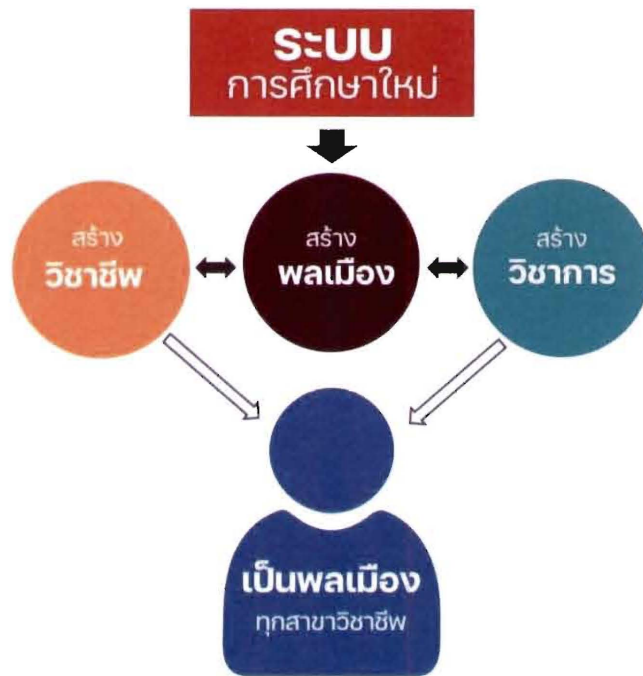 ระบบ
การศึกษาใหม่
สร้าง
วิชาชีพ
สร้าง
พลเมือง
สร้าง
วิชาการ
เป็นพลเมือง
ทุกสาขาวิชาชีพ